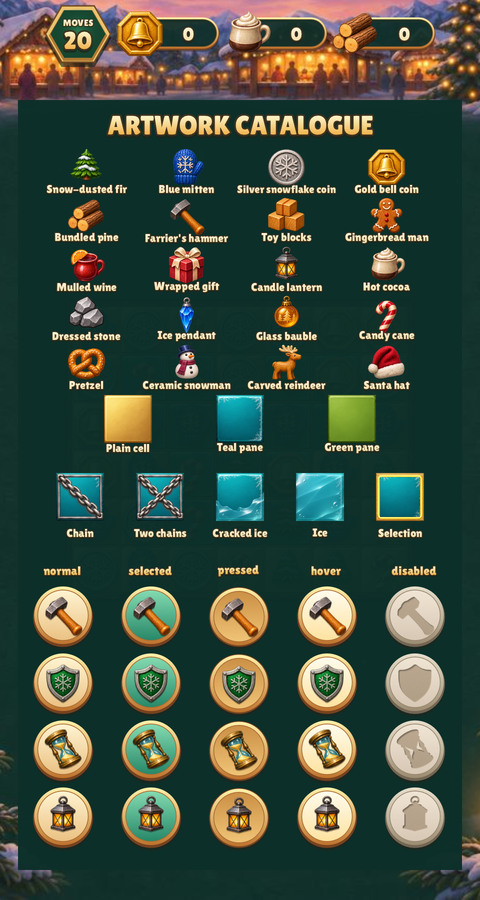 MOVES
20
0
0
0
ARTWORK CATALOGUE
Snow-dusted fir
Blue mitten
Silver snowflake coin
Gold bell coin
Bundled pine
Farrier's hammer
Toy blocks
Gingerbread man
Mulled wine
Wrapped gift
Candle lantern
Hot cocoa
Dressed stone
Ice pendant
Glass bauble
Candy cane
Pretzel
Ceramic snowman
Carved reindeer
Santa hat
Plain cell
Teal pane
Green pane
Chain
Two chains
Cracked ice
Ice
Selection
normal
selected
pressed
hover
disabled